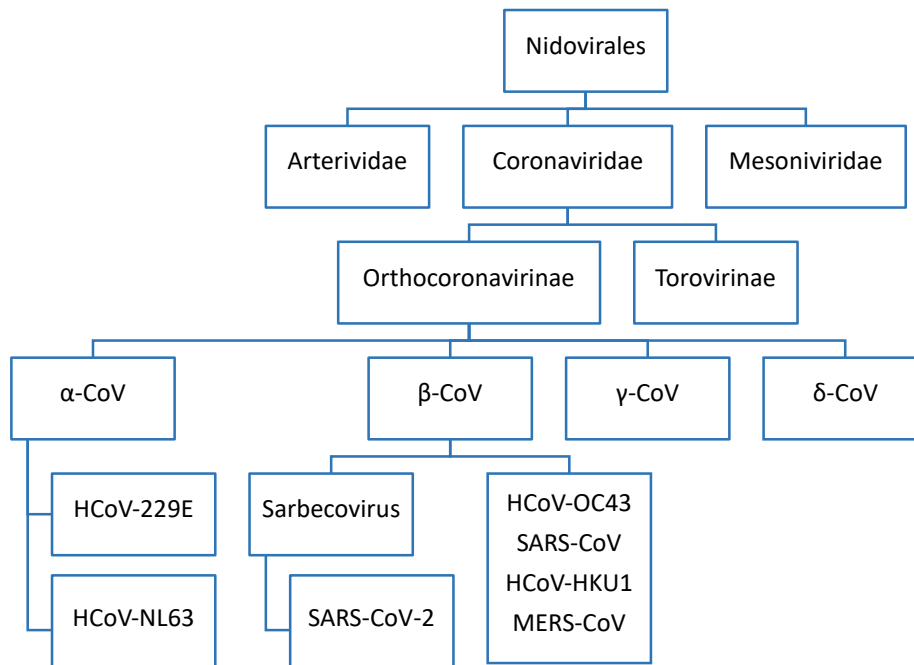 Nidovirales
Arterividae
Coronaviridae
Mesoniviridae
Orthocoronavirinae
Torovirinae
α-CoV
β-CoV
γ-CoV
δ-CoV
HCoV-229E
Sarbecovirus
HCoV-OC43
SARS-CoV
HCoV-HKU1
MERS-CoV
HCoV-NL63
SARS-CoV-2